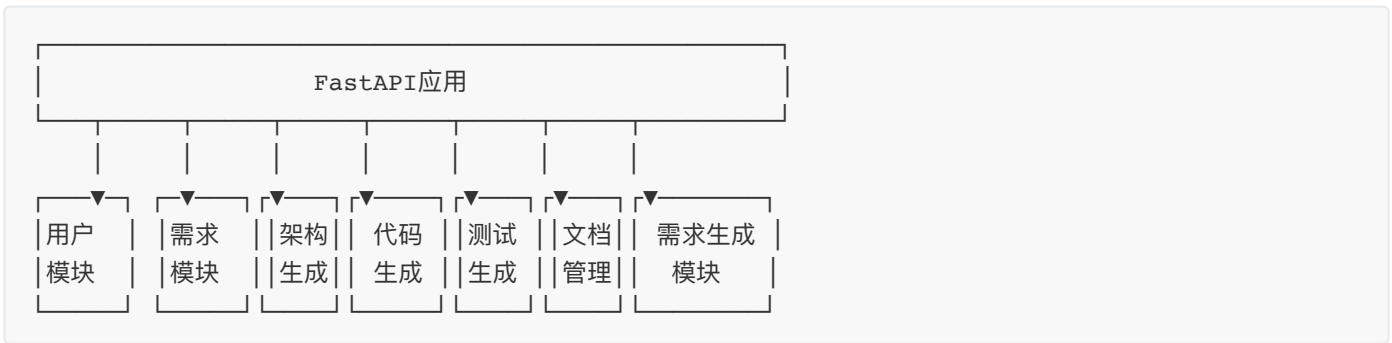 FastAPI应用
用户 需求 架构 代码 测试 文档 需求生成
模块 模块 生成 生成 生成 管理 模块